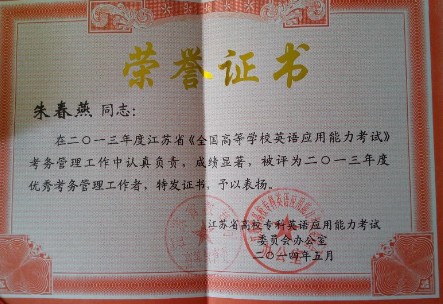 荣誉证书
朱春燕 同志：
在二〇一三年度江苏省《全国高等学校英语应用能力考试》
考务管理工作中认真负责，成绩显著，被评为二〇一三年度
优秀考务管理工作者，特发证书，予以表扬。
江苏省高校专科英语应用能力考试
委员会办公室
二〇一四年五月